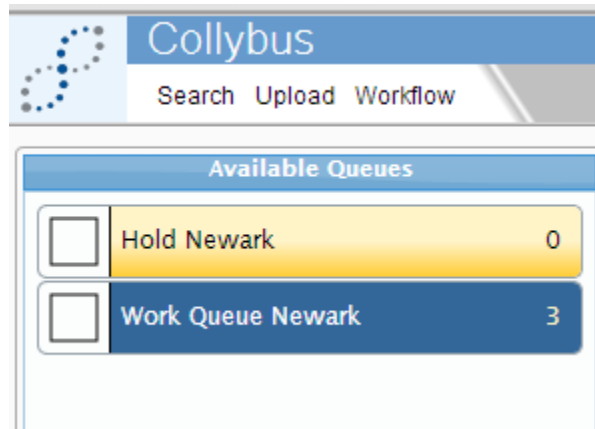 Collybus
Search Upload Workflow
Available Queues
Hold Newark 0
Work Queue Newark 3